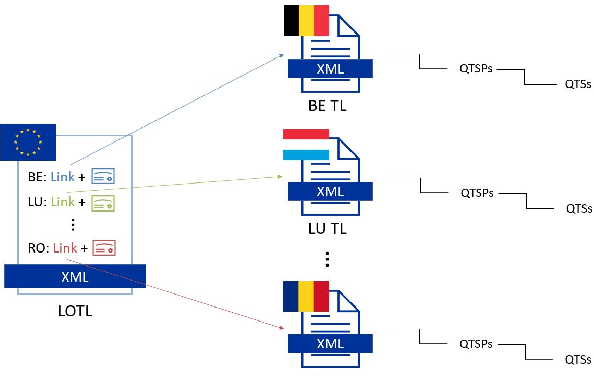 BE: Link +
LU: Link +
⋮
RO: Link +
XML
LOTL
XML
BE TL
QTSPs
QTSs
XML
LU TL
QTSPs
QTSs
⋮
XML
QTSPs
QTSs